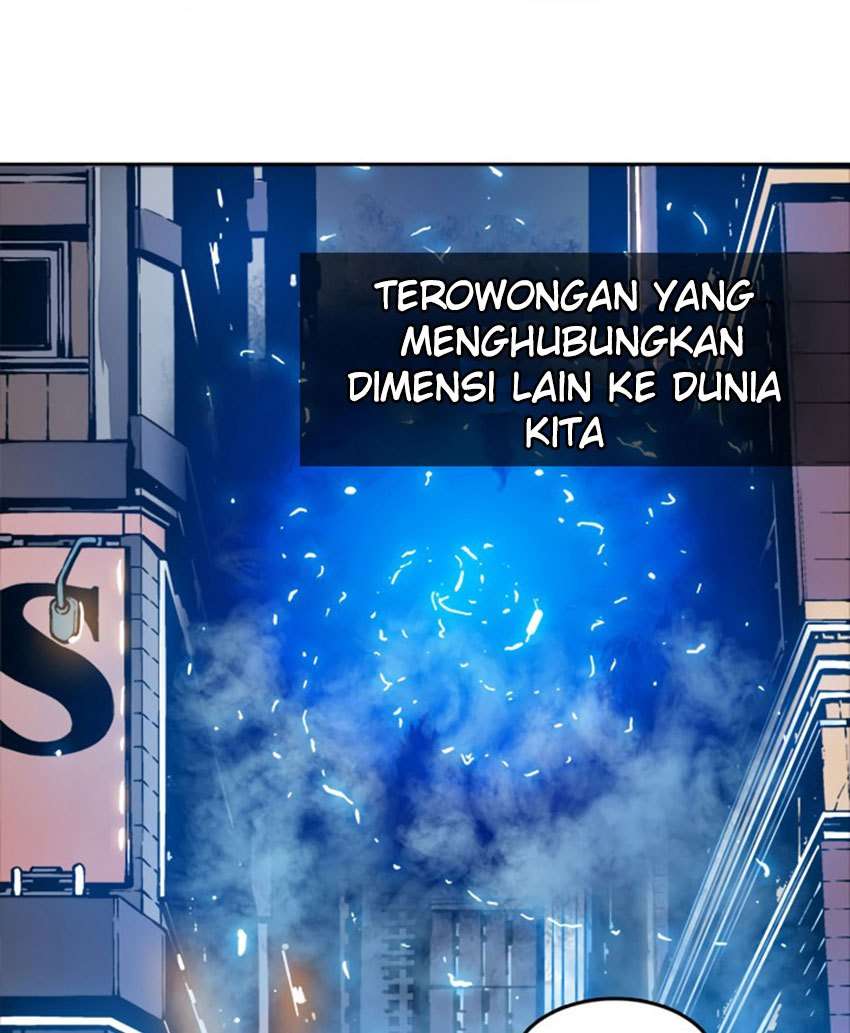 TEROWONGAN YANG
MENGHUBUNGKAN
DIMENSI LAIN KE DUNIA
KITA
S